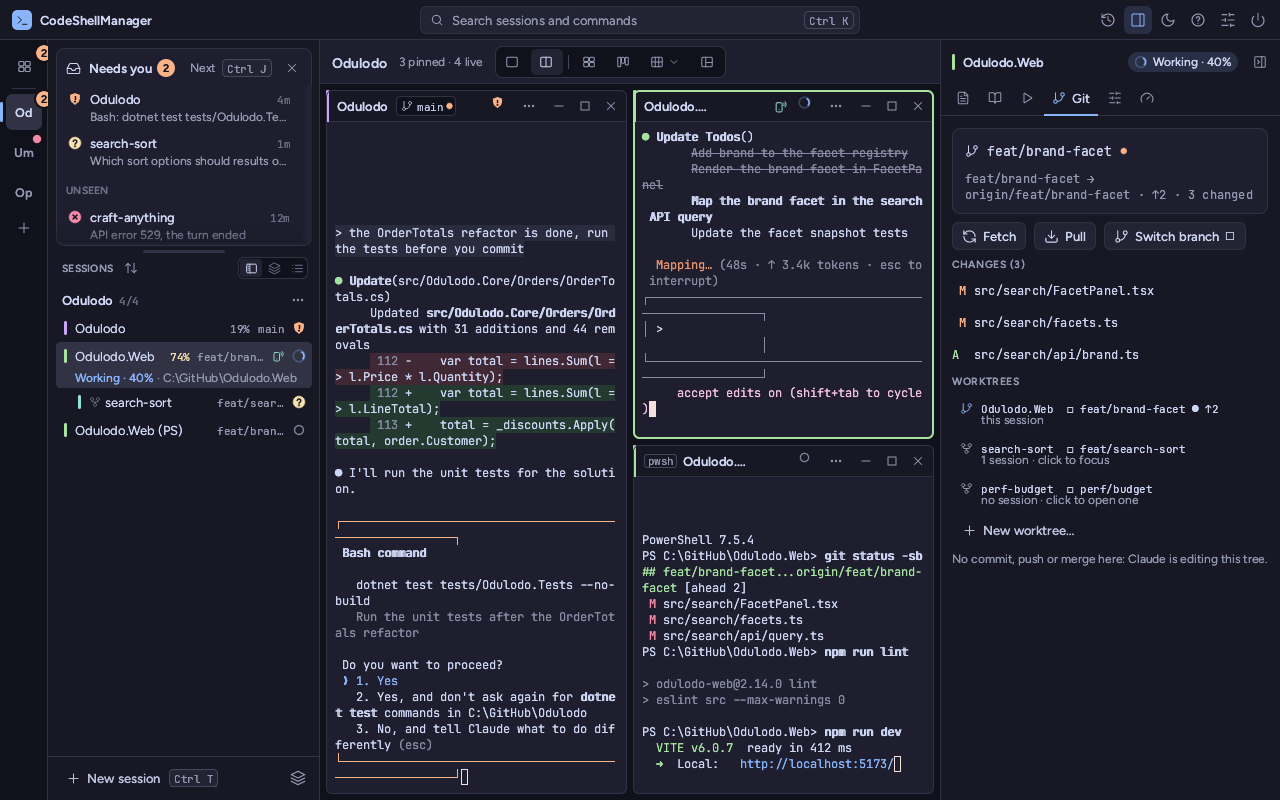 CodeShellManager
Search sessions and commands
Ctrl K
2
Needs you 2 Next Ctrl J
Odulodo 4m
Bash: dotnet test tests/Odulodo.Te…
search-sort 1m
Which sort options should results o…
UNSEEN
craft-anything 12m
API error 529, the turn ended
2
Od
Um
Op
SESSIONS
Odulodo 4/4
Odulodo 19% main
Odulodo.Web 74% feat/bran…
Working · 40% · C:\GitHub\Odulodo.Web
search-sort feat/sear…
Odulodo.Web (PS) feat/bran…
New session Ctrl T
Odulodo 3 pinned · 4 live
Odulodo main
> the OrderTotals refactor is done, run
the tests before you commit
Update(src/Odulodo.Core/Orders/OrderTo
tals.cs)
Updated src/Odulodo.Core/Orders/Ord
erTotals.cs with 31 additions and 44 rem
ovals
112 - var total = lines.Sum(l =
> l.Price * l.Quantity);
112 + var total = lines.Sum(l =
> l.LineTotal);
113 + total = _discounts.Apply(
total, order.Customer);
I'll run the unit tests for the soluti
on.
Bash command
dotnet test tests/Odulodo.Tests --no-
build
Run the unit tests after the OrderTot
als refactor
Do you want to proceed?
❯ 1. Yes
2. Yes, and don't ask again for dotne
t test commands in C:\GitHub\Odulodo
3. No, and tell Claude what to do dif
ferently (esc)
Odulodo.…
Update Todos()
Add brand to the facet registry
Render the brand facet in FacetPa
nel
Map the brand facet in the search
API query
Update the facet snapshot tests
Mapping… (48s · ↑ 3.4k tokens · esc to
interrupt)
>
accept edits on (shift+tab to cycle
)
pwsh Odulodo.…
PowerShell 7.5.4
PS C:\GitHub\Odulodo.Web> git status -sb
## feat/brand-facet...origin/feat/brand-
facet [ahead 2]
M src/search/FacetPanel.tsx
M src/search/facets.ts
M src/search/api/query.ts
PS C:\GitHub\Odulodo.Web> npm run lint
> odulodo-web@2.14.0 lint
> eslint src --max-warnings 0
PS C:\GitHub\Odulodo.Web> npm run dev
VITE v6.0.7 ready in 412 ms
➜ Local: http://localhost:5173/
Odulodo.Web Working · 40%
Git
feat/brand-facet
feat/brand-facet →
origin/feat/brand-facet · ↑2 · 3 changed
Fetch Pull Switch branch
CHANGES (3)
M src/search/FacetPanel.tsx
M src/search/facets.ts
A src/search/api/brand.ts
WORKTREES
Odulodo.Web feat/brand-facet ↑2
this session
search-sort feat/search-sort
1 session · click to focus
perf-budget perf/budget
no session · click to open one
New worktree…
No commit, push or merge here: Claude is editing this tree.